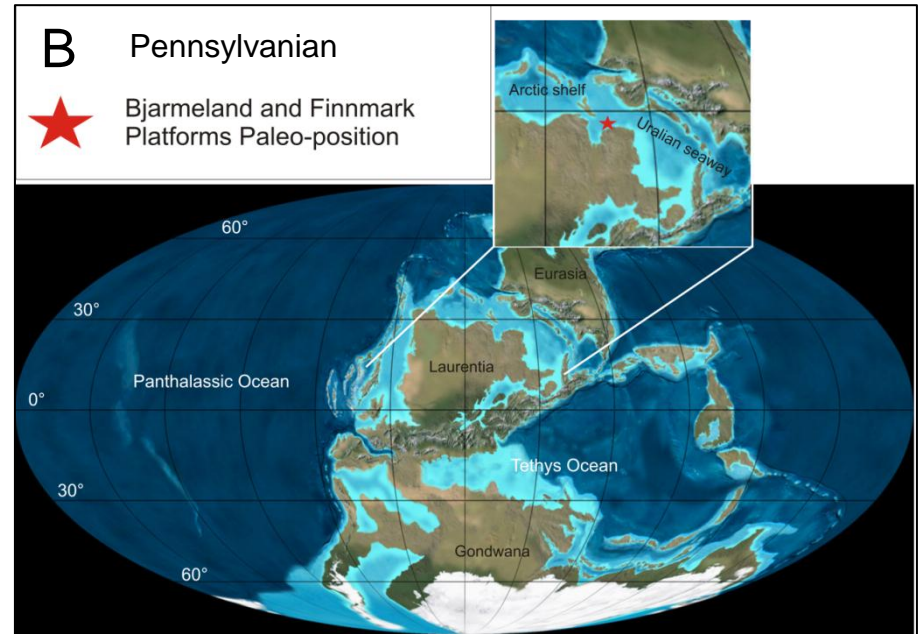 B Pennsylvanian
Bjarmeland and Finnmark
Platforms Paleo-position
Arctic shelf
Uralian seaway
60°
Eurasia
30°
Laurentia
Panthalassic Ocean
0°
Tethys Ocean
30°
Gondwana
60°